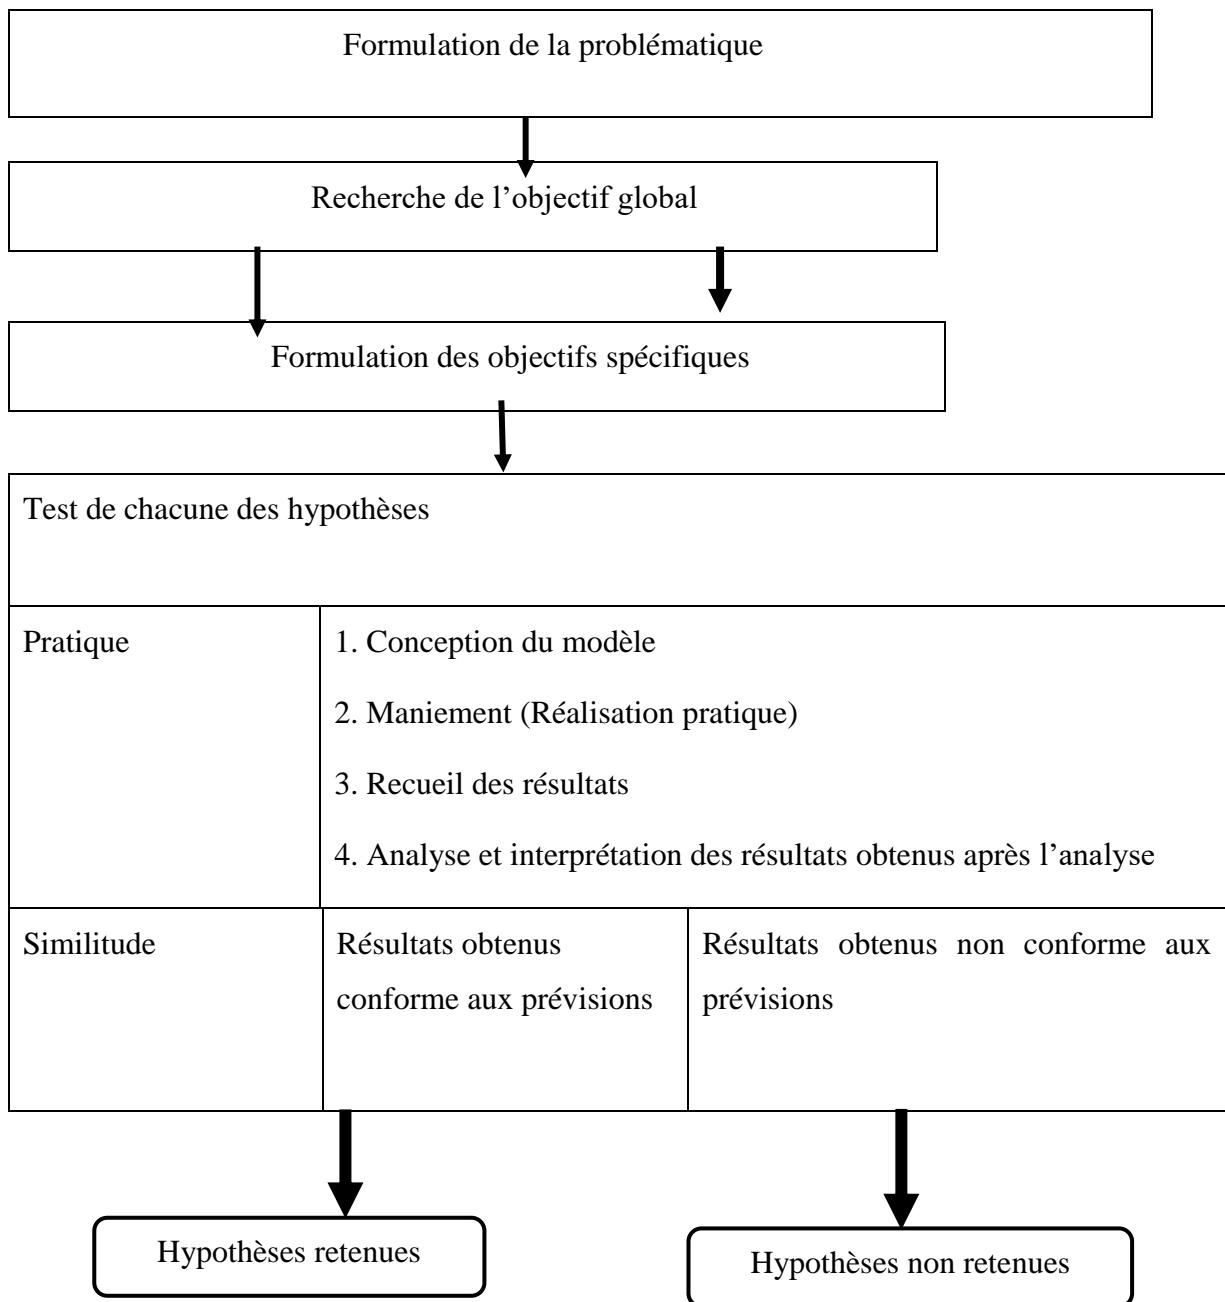 Formulation de la problématique
Recherche de l’objectif global
Formulation des objectifs spécifiques
Test de chacune des hypothèses
Pratique
1. Conception du modèle
2. Maniement (Réalisation pratique)
3. Recueil des résultats
4. Analyse et interprétation des résultats obtenus après l’analyse
Similitude
Résultats obtenus
conforme aux prévisions
Résultats obtenus non conforme aux
prévisions
Hypothèses retenues
Hypothèses non retenues